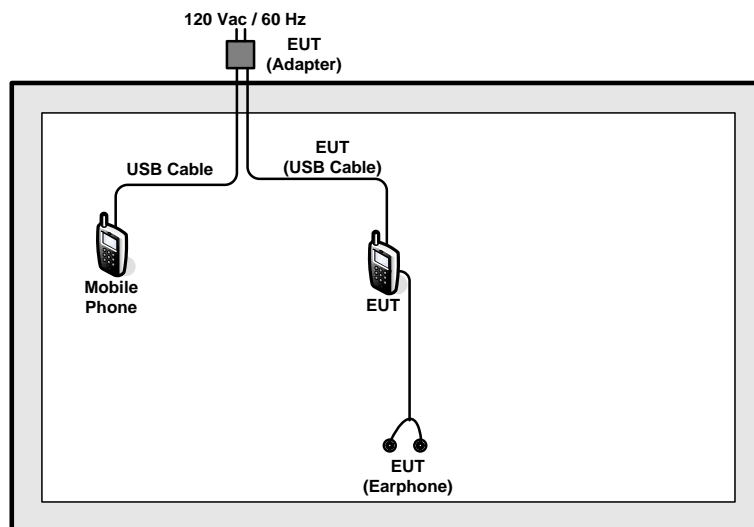 120 Vac / 60 Hz
EUT
(Adapter)
USB Cable
EUT
(USB Cable)
Mobile
Phone
EUT
EUT
(Earphone)